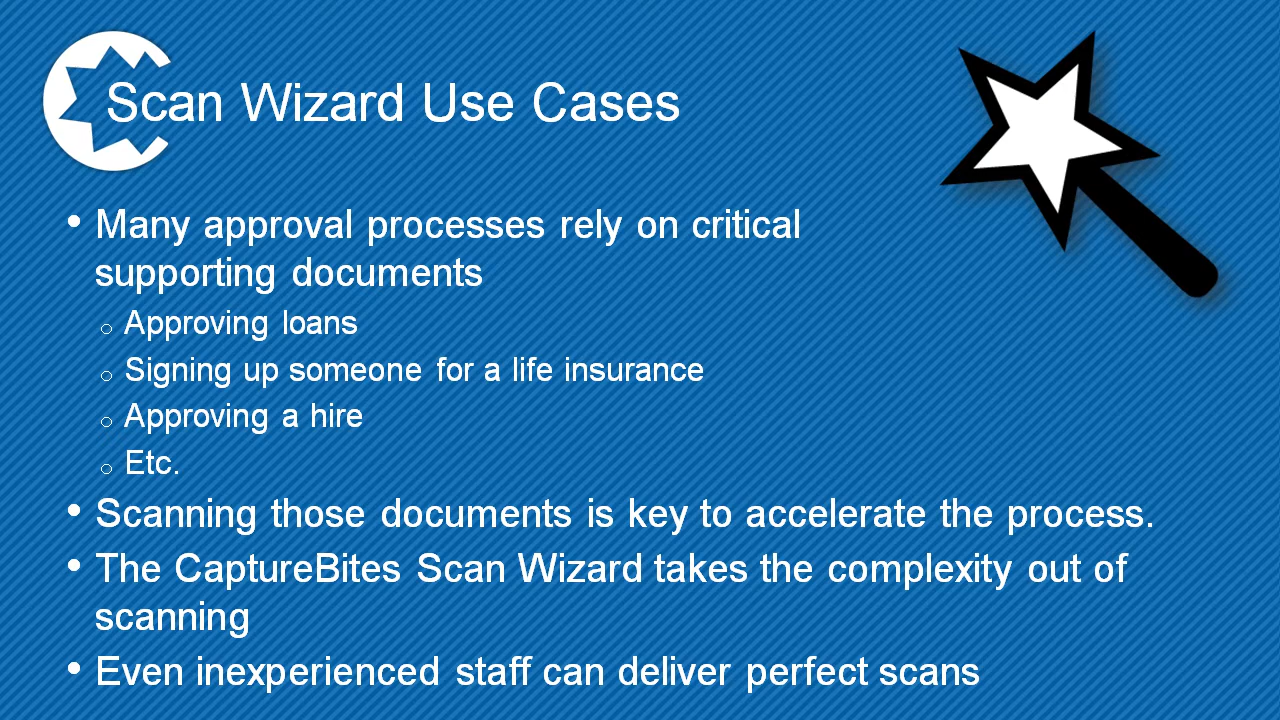 Scan Wizard Use Cases
• Many approval processes rely on critical
supporting documents
o Approving loans
o Signing up someone for a life insurance
o Approving a hire
o Etc.
• Scanning those documents is key to accelerate the process.
• The CaptureBites Scan Wizard takes the complexity out of
scanning
• Even inexperienced staff can deliver perfect scans